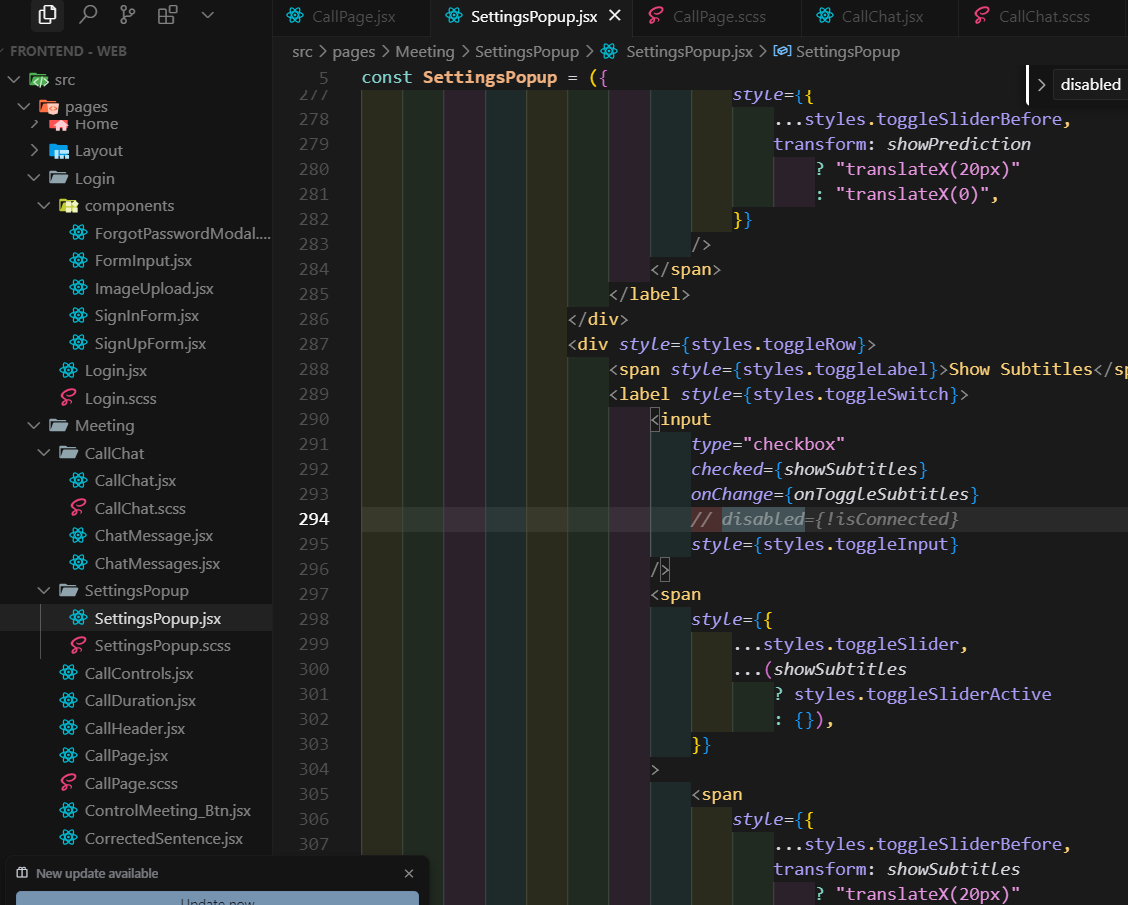 CallPage.jsx
SettingsPopup.jsx
CallPage.scss
CallChat.jsx
CallChat.scss
FRONTEND - WEB
src
pages
Home
Layout
Login
components
ForgotPasswordModal....
FormInput.jsx
ImageUpload.jsx
SignInForm.jsx
SignUpForm.jsx
Login.jsx
Login.scss
Meeting
CallChat
CallChat.jsx
CallChat.scss
ChatMessage.jsx
ChatMessages.jsx
SettingsPopup
SettingsPopup.jsx
SettingsPopup.scss
CallControls.jsx
CallDuration.jsx
CallHeader.jsx
CallPage.jsx
CallPage.scss
ControlMeeting_Btn.jsx
CorrectedSentence.jsx
New update available
Update now
src > pages > Meeting > SettingsPopup > SettingsPopup.jsx > SettingsPopup
disabled
5 const SettingsPopup = ({
277 style={{
278 ...styles.toggleSliderBefore,
279 transform: showPrediction
280 ? "translateX(20px)"
281 : "translateX(0)",
282 }}
283 />
284 </span>
285 </label>
286 </div>
287 <div style={styles.toggleRow}>
288 <span style={styles.toggleLabel}>Show Subtitles</sp
289 <label style={styles.toggleSwitch}>
290 <input
291 type="checkbox"
292 checked={showSubtitles}
293 onChange={onToggleSubtitles}
294 // disabled={!isConnected}
295 style={styles.toggleInput}
296 />
297 <span
298 style={{
299 ...styles.toggleSlider,
300 ...(showSubtitles
301 ? styles.toggleSliderActive
302 : {}),
303 }}
304 >
305 <span
306 style={{
307 ...styles.toggleSliderBefore,
transform: showSubtitles
? "translateX(20px)"